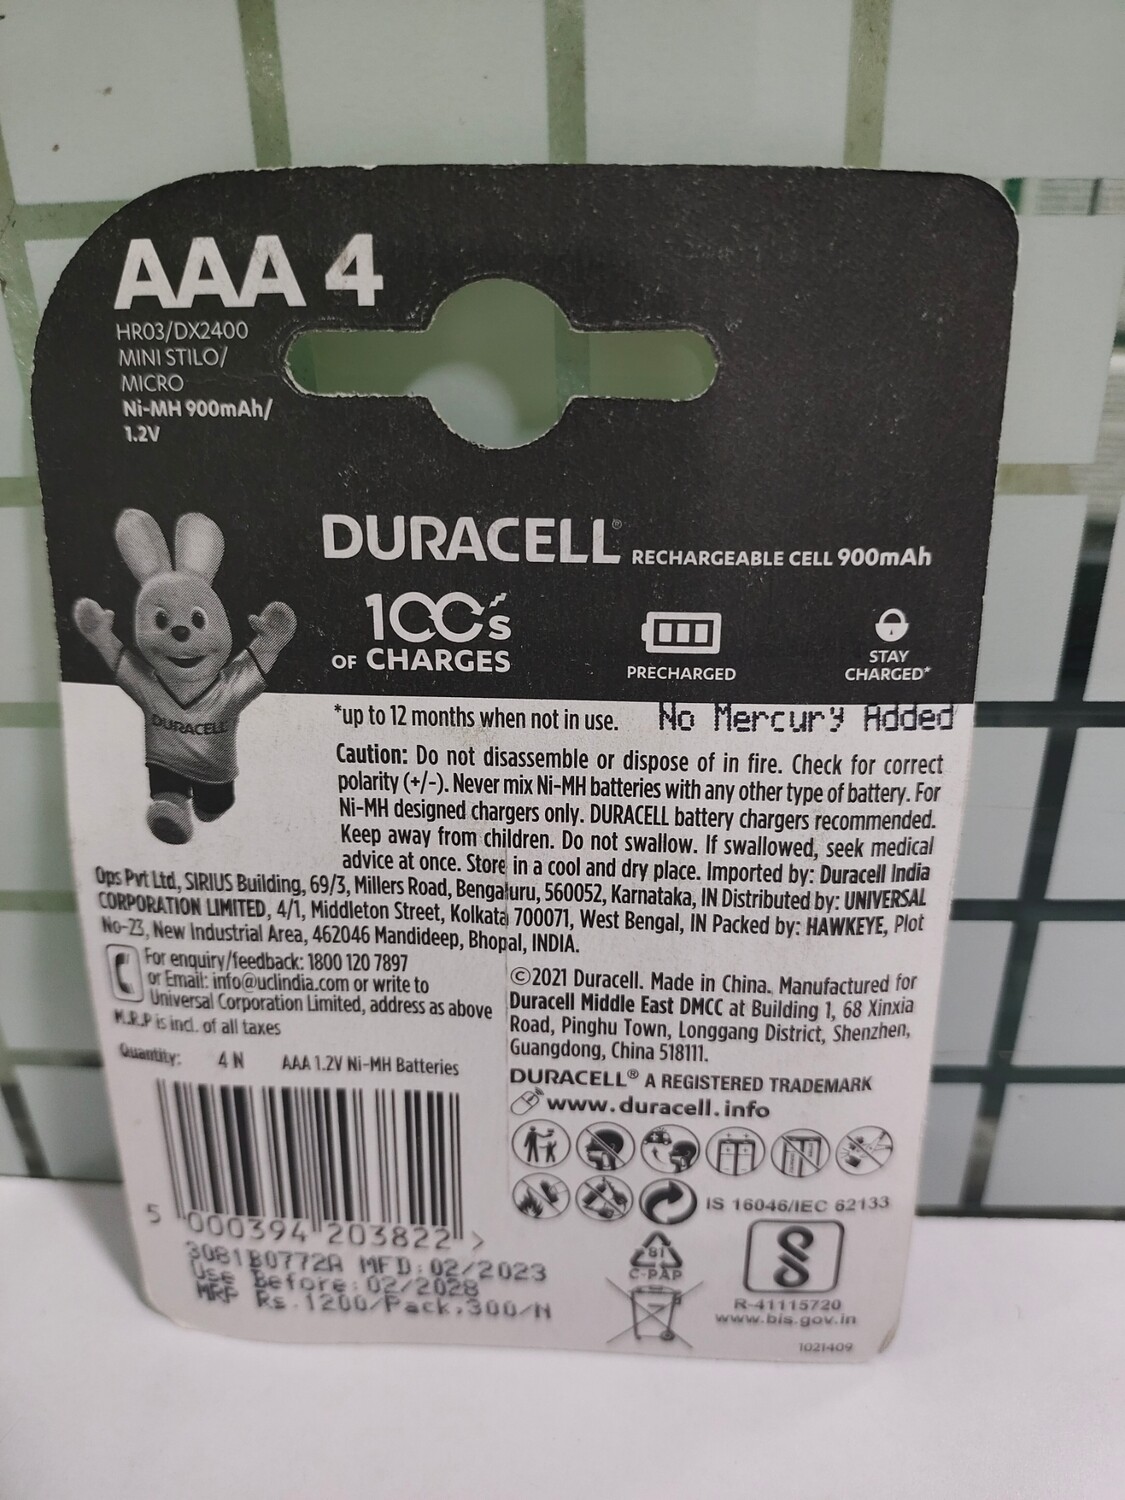 AAA 4
HR03/DX2400
MINI STILO/
MICRO
Ni-MH 900mAh/
1.2V
DURACELL® RECHARGEABLE CELL 900mAh
100's
OF CHARGES
PRECHARGED
STAY
CHARGED*
DURACELL
*up to 12 months when not in use. No Mercury Added
Caution: Do not disassemble or dispose of in fire. Check for correct
polarity (+/-). Never mix Ni-MH batteries with any other type of battery. For
Ni-MH designed chargers only. DURACELL battery chargers recommended.
Keep away from children. Do not swallow. If swallowed, seek medical
advice at once. Store in a cool and dry place. Imported by: Duracell India
Ops Pvt Ltd, SIRIUS Building, 69/3, Millers Road, Bengaluru, 560052, Karnataka, IN Distributed by: UNIVERSAL
CORPORATION LIMITED, 4/1, Middleton Street, Kolkata 700071, West Bengal, IN Packed by: HAWKEYE, Plot
No-23, New Industrial Area, 462046 Mandideep, Bhopal, INDIA.
For enquiry/feedback: 1800 120 7897
or Email: info@uclindia.com or write to
Universal Corporation Limited, address as above
M.R.P is incl. of all taxes
Quantity: 4 N AAA 1.2V Ni-MH Batteries
©2021 Duracell. Made in China. Manufactured for
Duracell Middle East DMCC at Building 1, 68 Xinxia
Road, Pinghu Town, Longgang District, Shenzhen,
Guangdong, China 518111.
DURACELL® A REGISTERED TRADEMARK
www.duracell.info
IS 16046/IEC 62133
5 000394 203822 >
3081B0772A MFD:02/2023
Use Before:02/2028
MRP Rs.1200/Pack,300/N
81
C-PAP
R-41115720
www.bis.gov.in
1021409